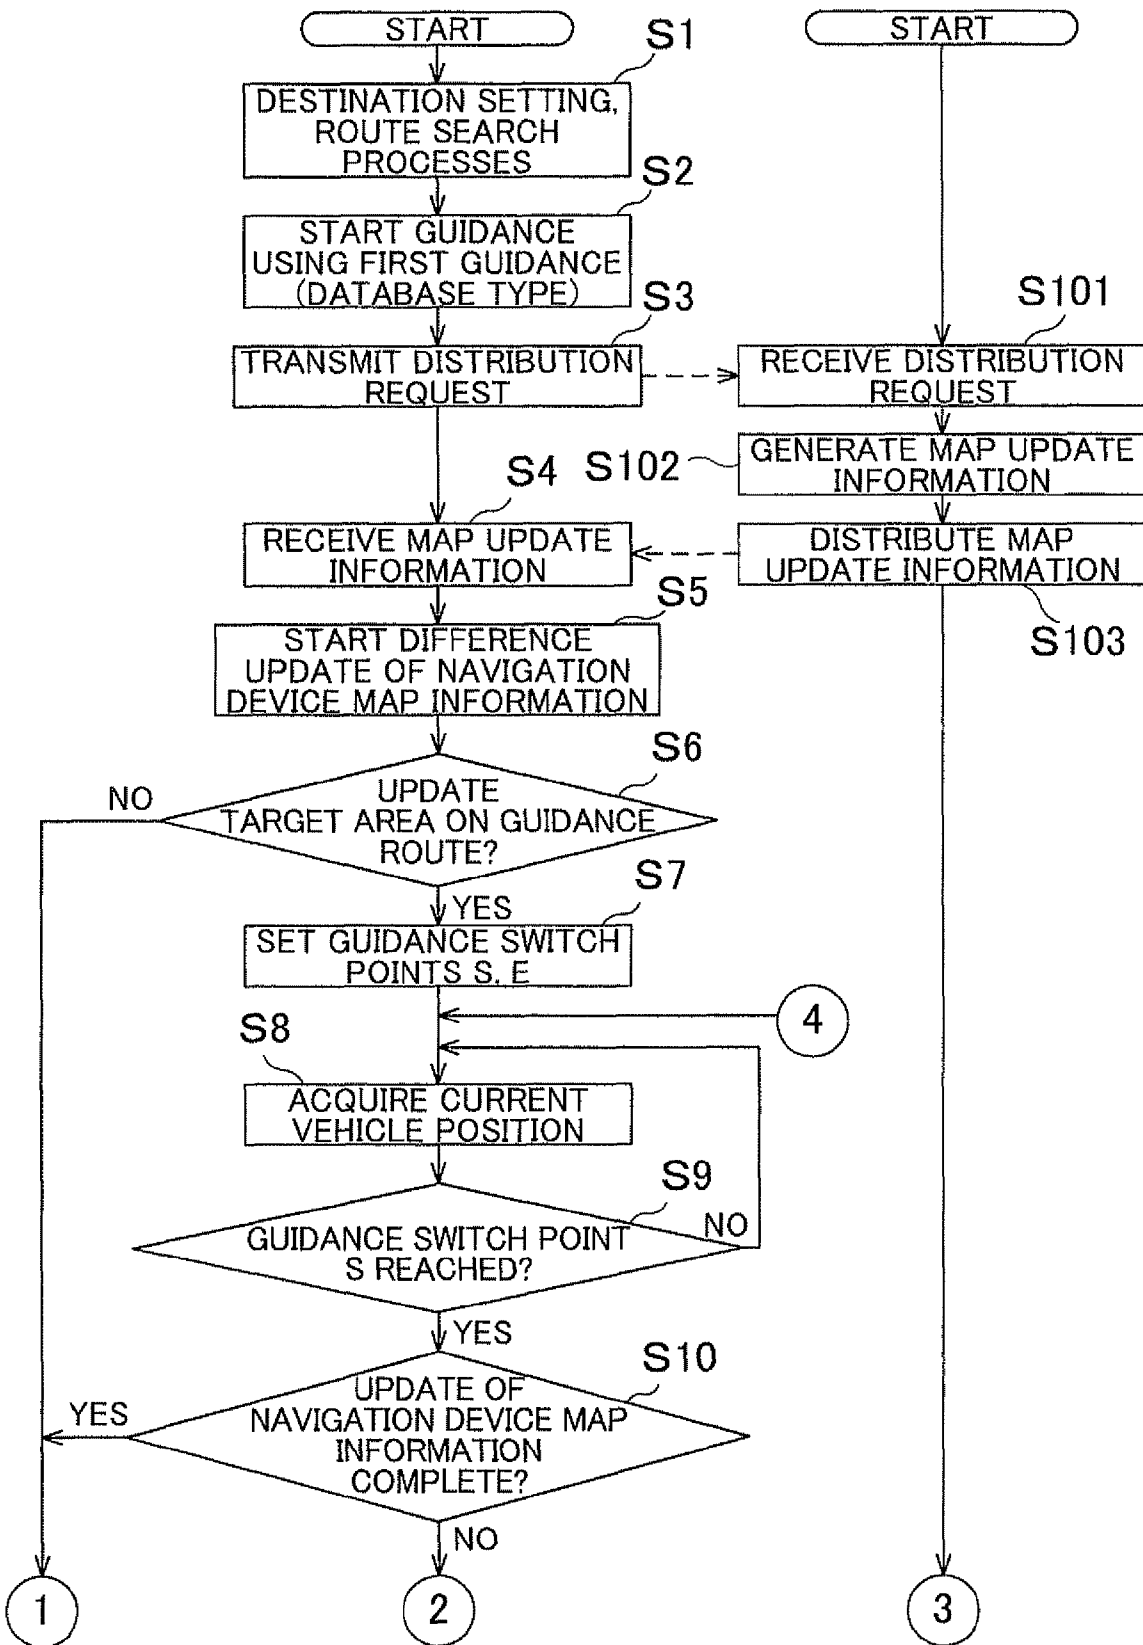 START
START
S1
DESTINATION SETTING,
ROUTE SEARCH
PROCESSES
S2
START GUIDANCE
USING FIRST GUIDANCE
(DATABASE TYPE)
S3
S101
TRANSMIT DISTRIBUTION
REQUEST
RECEIVE DISTRIBUTION
REQUEST
S102
GENERATE MAP UPDATE
INFORMATION
S4
RECEIVE MAP UPDATE
INFORMATION
DISTRIBUTE MAP
UPDATE INFORMATION
S103
S5
START DIFFERENCE
UPDATE OF NAVIGATION
DEVICE MAP INFORMATION
S6
NO
UPDATE
TARGET AREA ON GUIDANCE
ROUTE?
YES
S7
SET GUIDANCE SWITCH
POINTS S, E
4
S8
ACQUIRE CURRENT
VEHICLE POSITION
S9
NO
GUIDANCE SWITCH POINT
S REACHED?
YES
S10
YES
UPDATE OF
NAVIGATION DEVICE MAP
INFORMATION
COMPLETE?
NO
1
2
3